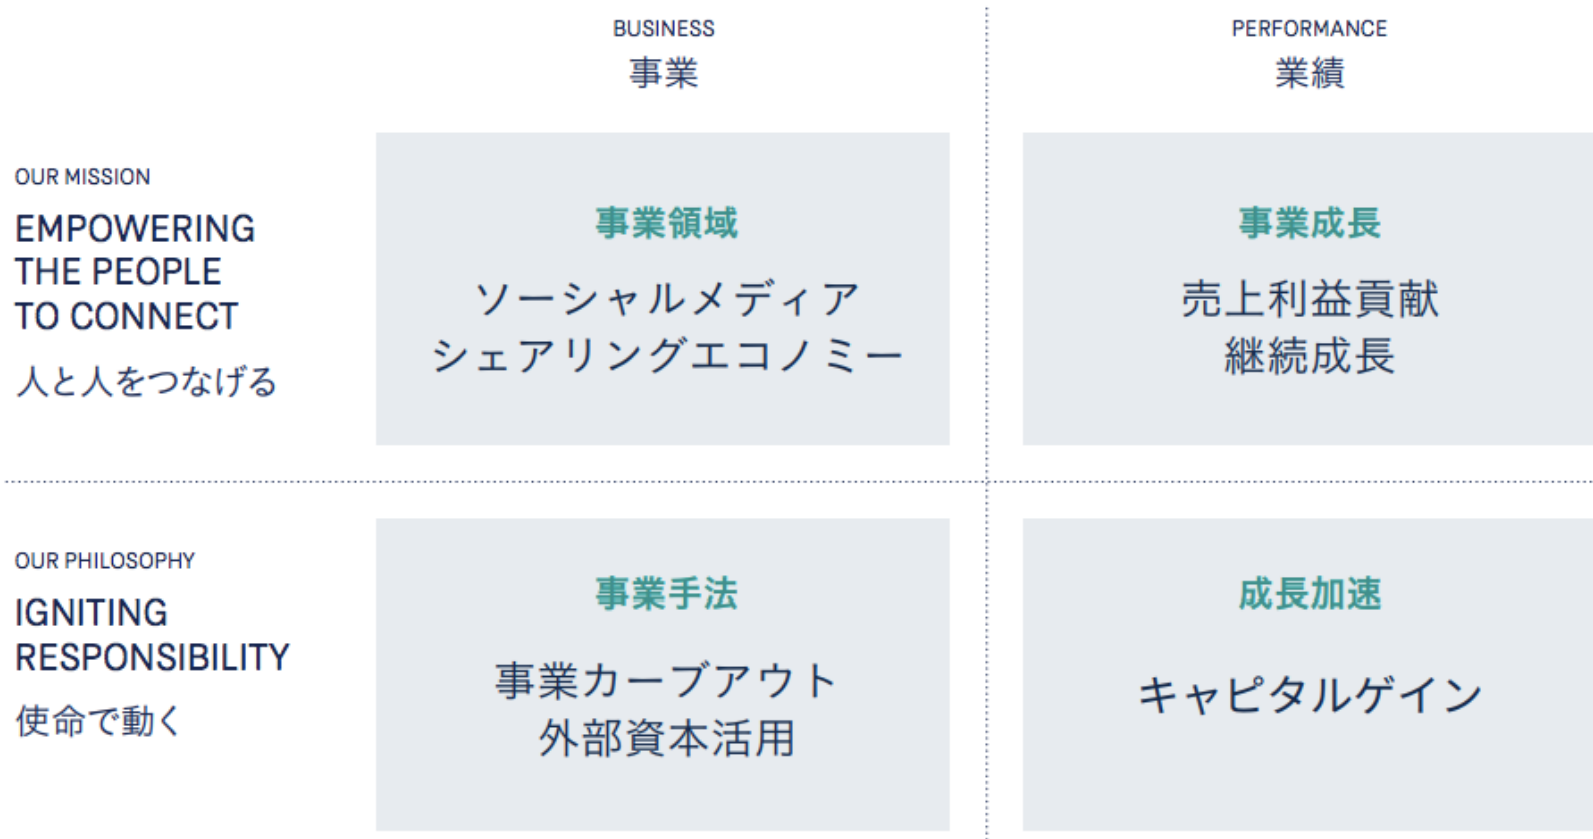 BUSINESS
事業
PERFORMANCE
業績
OUR MISSION
EMPOWERING
THE PEOPLE
TO CONNECT
人と人をつなげる
事業領域
ソーシャルメディア
シェアリングエコノミー
事業成長
売上利益貢献
継続成長
OUR PHILOSOPHY
IGNITING
RESPONSIBILITY
使命で動く
事業手法
事業カーブアウト
外部資本活用
成長加速
キャピタルゲイン